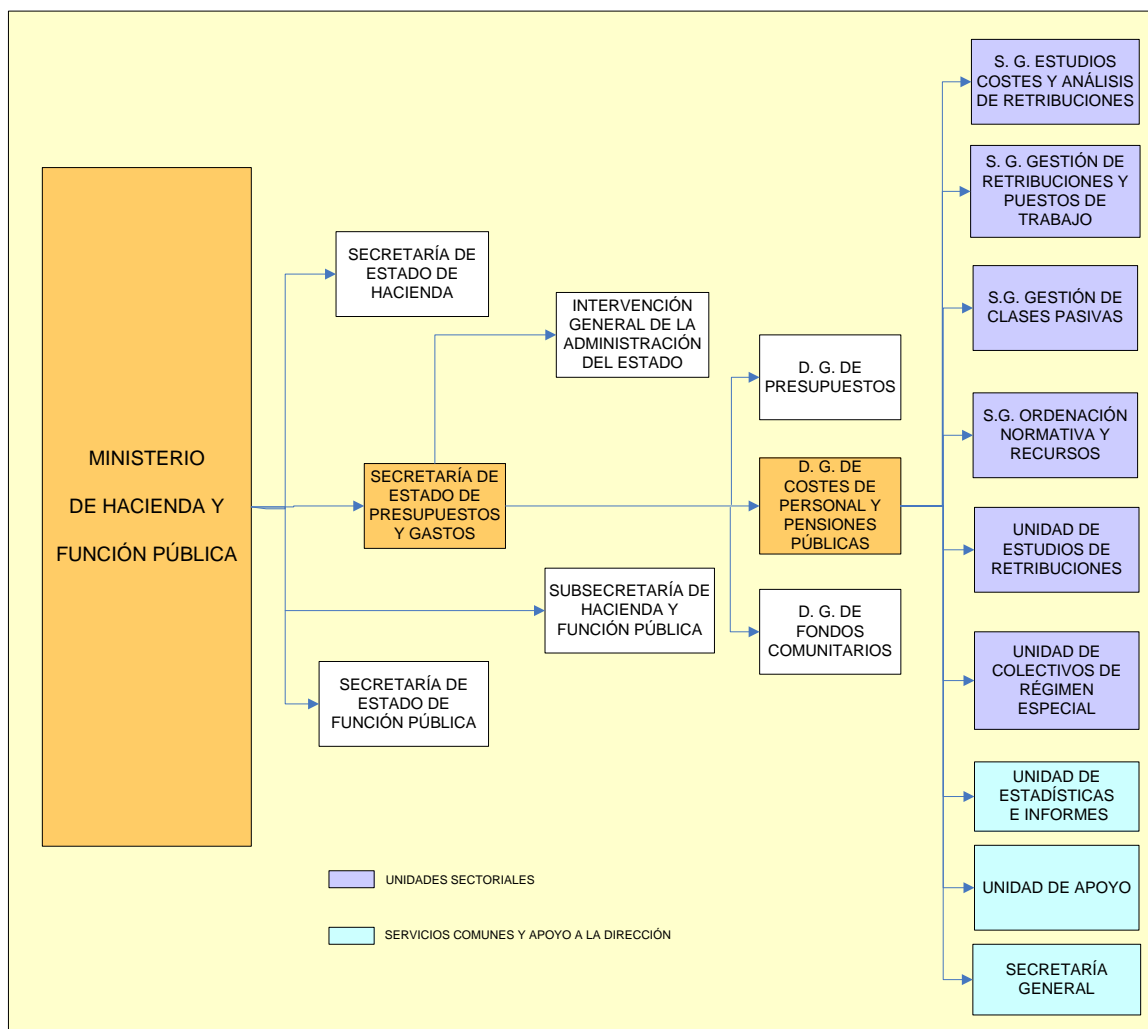 MINISTERIO
DE HACIENDA Y
FUNCIÓN PÚBLICA
SECRETARÍA DE
ESTADO DE
HACIENDA
SECRETARÍA DE
ESTADO DE
PRESUPUESTOS
Y GASTOS
SECRETARÍA DE
ESTADO DE
FUNCIÓN PÚBLICA
INTERVENCIÓN
GENERAL DE LA
ADMINISTRACIÓN
DEL ESTADO
SUBSECRETARÍA DE
HACIENDA Y
FUNCIÓN PÚBLICA
D. G. DE
PRESUPUESTOS
D. G. DE
COSTES DE
PERSONAL Y
PENSIONES
PÚBLICAS
D. G. DE
FONDOS
COMUNITARIOS
S. G. ESTUDIOS
COSTES Y ANÁLISIS
DE RETRIBUCIONES
S. G. GESTIÓN DE
RETRIBUCIONES Y
PUESTOS DE
TRABAJO
S.G. GESTIÓN DE
CLASES PASIVAS
S.G. ORDENACIÓN
NORMATIVA Y
RECURSOS
UNIDAD DE
ESTUDIOS DE
RETRIBUCIONES
UNIDAD DE
COLECTIVOS DE
RÉGIMEN
ESPECIAL
UNIDAD DE
ESTADÍSTICAS
E INFORMES
UNIDAD DE APOYO
SECRETARÍA
GENERAL
UNIDADES SECTORIALES
SERVICIOS COMUNES Y APOYO A LA DIRECCIÓN